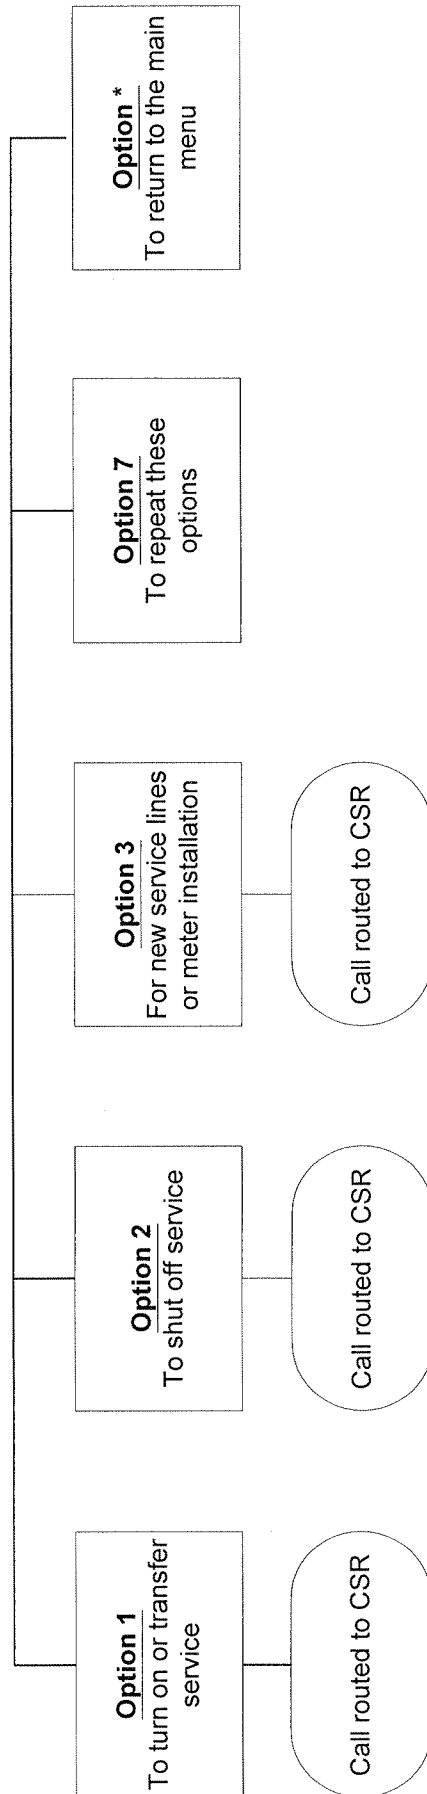 Option 1
To turn on or transfer
service
Call routed to CSR
Option 2
To shut off service
Call routed to CSR
Option 3
For new service lines
or meter installation
Call routed to CSR
Option 7
To repeat these
options
Option *
To return to the main
menu